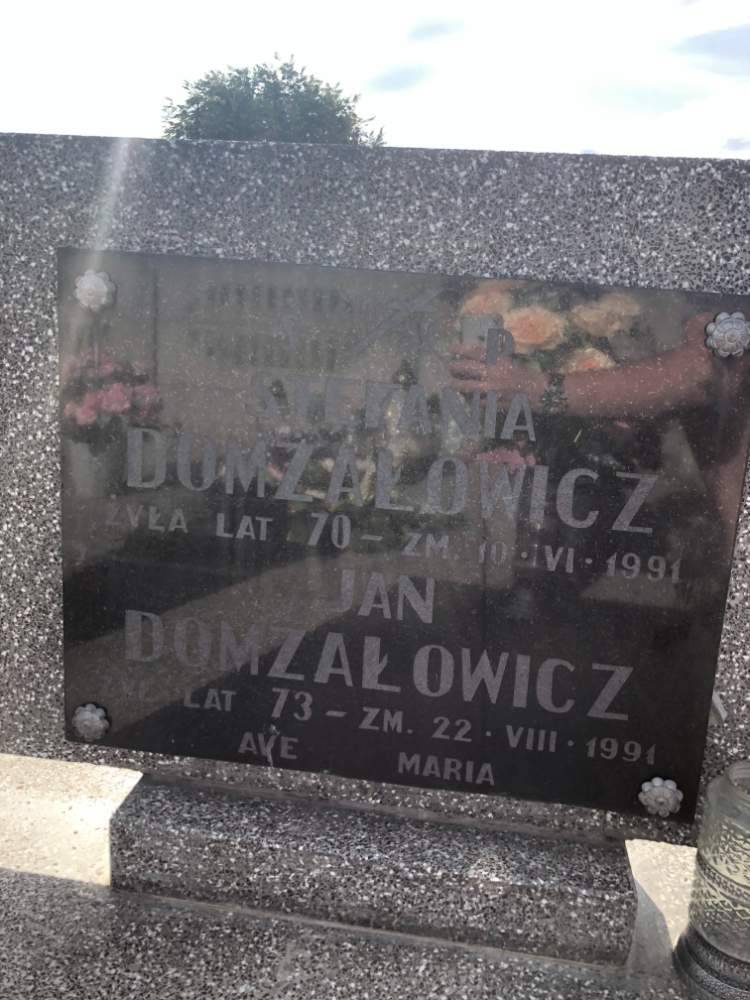 P
STEFANIA
DOMZAŁOWICZ
ŻYŁA LAT 70 – ZM. 10 · VI · 1991
JAN
DOMZAŁOWICZ
ŻYŁ LAT 73 – ZM. 22 · VIII · 1991
AVE MARIA